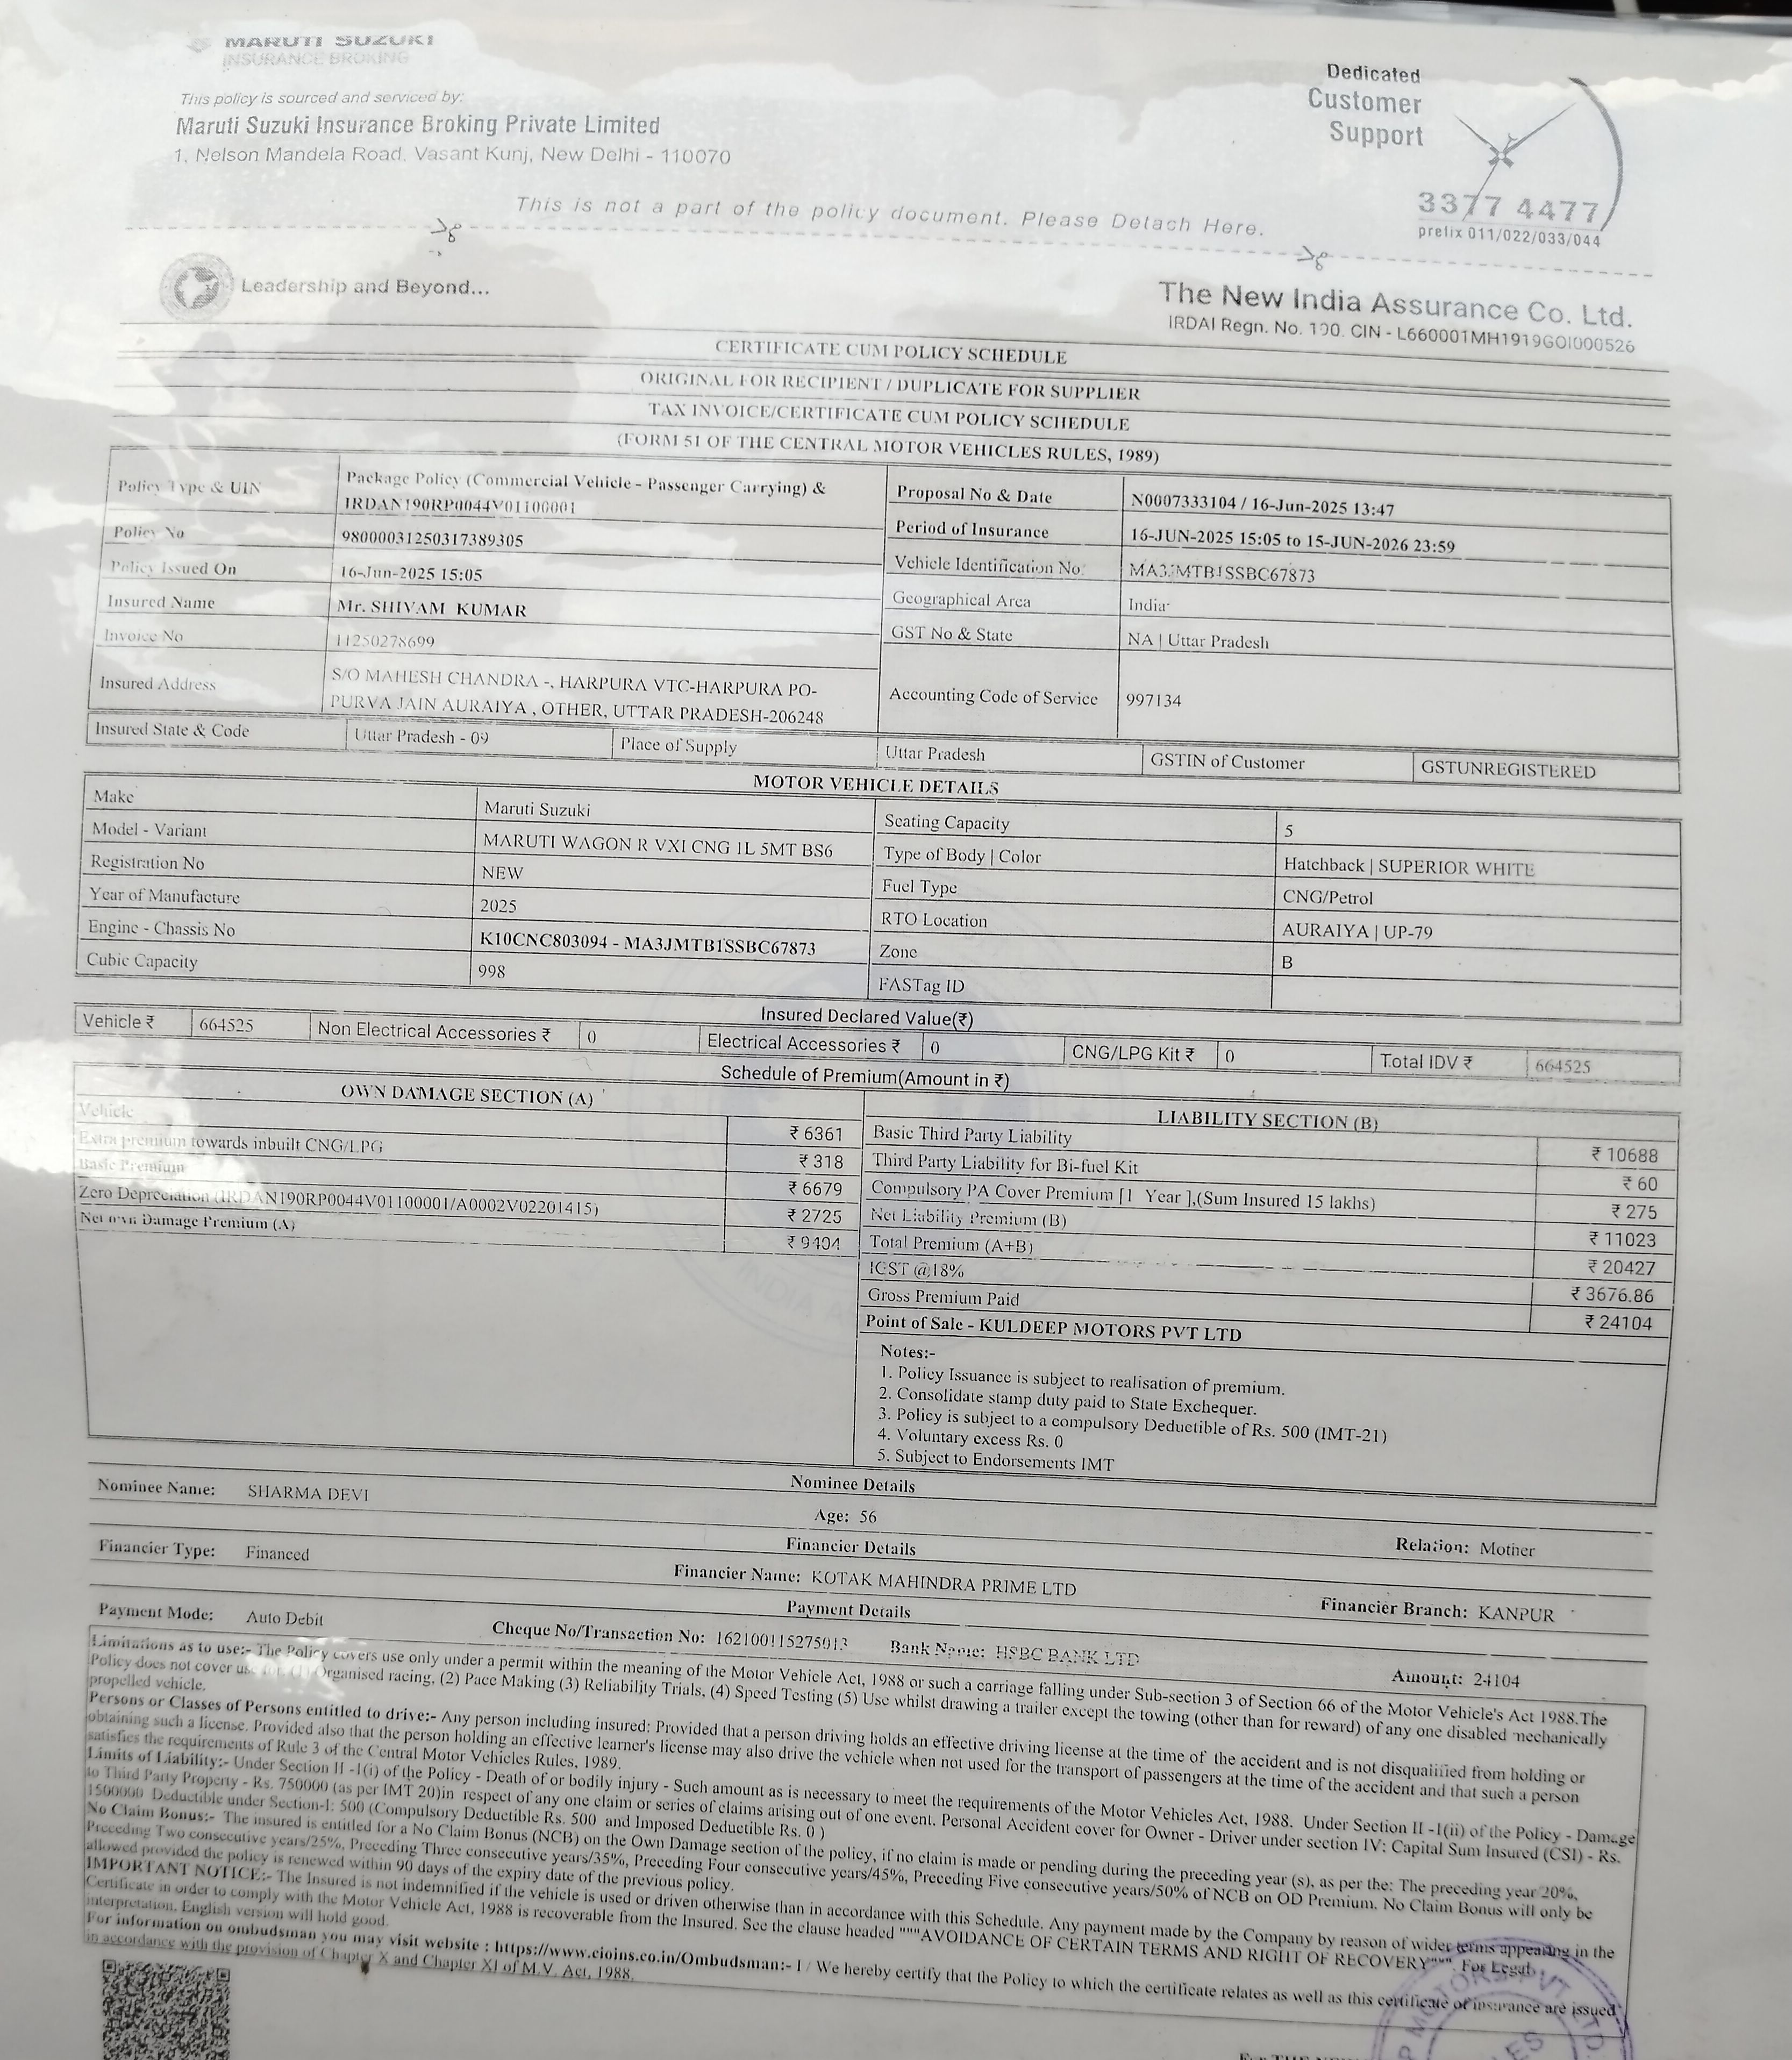 MARUTI SUZUKI
INSURANCE BROKING
This policy is sourced and serviced by:
Maruti Suzuki Insurance Broking Private Limited
1, Nelson Mandela Road, Vasant Kunj, New Delhi - 110070
Dedicated
Customer
Support
3377 4477
prefix 011/022/033/044
This is not a part of the policy document. Please Detach Here.
Leadership and Beyond...
The New India Assurance Co. Ltd.
IRDAI Regn. No. 190. CIN - L660001MH1919GOI000526
CERTIFICATE CUM POLICY SCHEDULE
ORIGINAL FOR RECIPIENT / DUPLICATE FOR SUPPLIER
TAX INVOICE/CERTIFICATE CUM POLICY SCHEDULE
(FORM 51 OF THE CENTRAL MOTOR VEHICLES RULES, 1989)
Policy Type & UIN Package Policy (Commercial Vehicle - Passenger Carrying) & IRDAN190RP0044V01100001 Proposal No & Date N0007333104 / 16-Jun-2025 13:47
Policy No 98000031250317389305 Period of Insurance 16-JUN-2025 15:05 to 15-JUN-2026 23:59
Policy Issued On 16-Jun-2025 15:05 Vehicle Identification No MA3JMTB1SSBC67873
Insured Name Mr. SHIVAM KUMAR Geographical Area India
Invoice No 11250278699 GST No & State NA | Uttar Pradesh
Insured Address S/O MAHESH CHANDRA -, HARPURA VTC-HARPURA PO-
PURVA JAIN AURAIYA , OTHER, UTTAR PRADESH-206248 Accounting Code of Service 997134
Insured State & Code Uttar Pradesh - 09 Place of Supply Uttar Pradesh GSTIN of Customer GSTUNREGISTERED
MOTOR VEHICLE DETAILS
Make Maruti Suzuki Seating Capacity 5
Model - Variant MARUTI WAGON R VXI CNG 1L 5MT BS6 Type of Body | Color Hatchback | SUPERIOR WHITE
Registration No NEW Fuel Type CNG/Petrol
Year of Manufacture 2025 RTO Location AURAIYA | UP-79
Engine - Chassis No K10CNC803094 - MA3JMTB1SSBC67873 Zone B
Cubic Capacity 998 FASTag ID
Insured Declared Value(₹)
Vehicle ₹ 664525 Non Electrical Accessories ₹ 0 Electrical Accessories ₹ 0 CNG/LPG Kit ₹ 0 Total IDV ₹ 664525
Schedule of Premium(Amount in ₹)
OWN DAMAGE SECTION (A)
Vehicle ₹ 6361
Extra premium towards inbuilt CNG/LPG ₹ 318
Basic Premium ₹ 6679
Zero Depreciation (IRDAN190RP0044V01100001/A0002V02201415) ₹ 2725
Net own Damage Premium (A) ₹ 9404
LIABILITY SECTION (B)
Basic Third Party Liability ₹ 10688
Third Party Liability for Bi-fuel Kit ₹ 60
Compulsory PA Cover Premium [1 Year ],(Sum Insured 15 lakhs) ₹ 275
Net Liability Premium (B) ₹ 11023
Total Premium (A+B) ₹ 20427
IGST @18% ₹ 3676.86
Gross Premium Paid ₹ 24104
Point of Sale - KULDEEP MOTORS PVT LTD
Notes:-
1. Policy Issuance is subject to realisation of premium.
2. Consolidate stamp duty paid to State Exchequer.
3. Policy is subject to a compulsory Deductible of Rs. 500 (IMT-21)
4. Voluntary excess Rs. 0
5. Subject to Endorsements IMT
Nominee Details
Nominee Name: SHARMA DEVI Age: 56 Relation: Mother
Financier Details
Financier Type: Financed Financier Name: KOTAK MAHINDRA PRIME LTD Financier Branch: KANPUR
Payment Details
Payment Mode: Auto Debit Cheque No/Transaction No: 162100115275013 Bank Name: HSBC BANK LTD Amount: 24104
Limitations as to use:- The Policy covers use only under a permit within the meaning of the Motor Vehicle Act, 1988 or such a carriage falling under Sub-section 3 of Section 66 of the Motor Vehicle's Act 1988.The
Policy does not cover use for (1) Organised racing, (2) Pace Making (3) Reliability Trials, (4) Speed Testing (5) Use whilst drawing a trailer except the towing (other than for reward) of any one disabled mechanically
propelled vehicle.
Persons or Classes of Persons entitled to drive:- Any person including insured: Provided that a person driving holds an effective driving license at the time of the accident and is not disqualified from holding or
obtaining such a license. Provided also that the person holding an effective learner's license may also drive the vehicle when not used for the transport of passengers at the time of the accident and that such a person
satisfies the requirements of Rule 3 of the Central Motor Vehicles Rules, 1989.
Limits of Liability:- Under Section II -1(i) of the Policy - Death of or bodily injury - Such amount as is necessary to meet the requirements of the Motor Vehicles Act, 1988. Under Section II -1(ii) of the Policy - Damage
to Third Party Property - Rs. 750000 (as per IMT 20)in respect of any one claim or series of claims arising out of one event. Personal Accident cover for Owner - Driver under section IV: Capital Sum Insured (CSI) - Rs.
1500000 Deductible under Section-I: 500 (Compulsory Deductible Rs. 500 and Imposed Deductible Rs. 0 )
No Claim Bonus:- The insured is entitled for a No Claim Bonus (NCB) on the Own Damage section of the policy, if no claim is made or pending during the preceding year (s), as per the: The preceding year 20%,
Preceding Two consecutive years/25%, Preceding Three consecutive years/35%, Preceding Four consecutive years/45%, Preceding Five consecutive years/50% of NCB on OD Premium. No Claim Bonus will only be
allowed provided the policy is renewed within 90 days of the expiry date of the previous policy.
IMPORTANT NOTICE:- The Insured is not indemnified if the vehicle is used or driven otherwise than in accordance with this Schedule. Any payment made by the Company by reason of wider terms appearing in the
Certificate in order to comply with the Motor Vehicle Act, 1988 is recoverable from the Insured. See the clause headed """AVOIDANCE OF CERTAIN TERMS AND RIGHT OF RECOVERY""". For Legal
interpretation, English version will hold good.
For information on ombudsman you may visit website : https://www.cioins.co.in/Ombudsman:- I / We hereby certify that the Policy to which the certificate relates as well as this certificate of insurance are issued
in accordance with the provision of Chapter X and Chapter XI of M.V. Act, 1988.